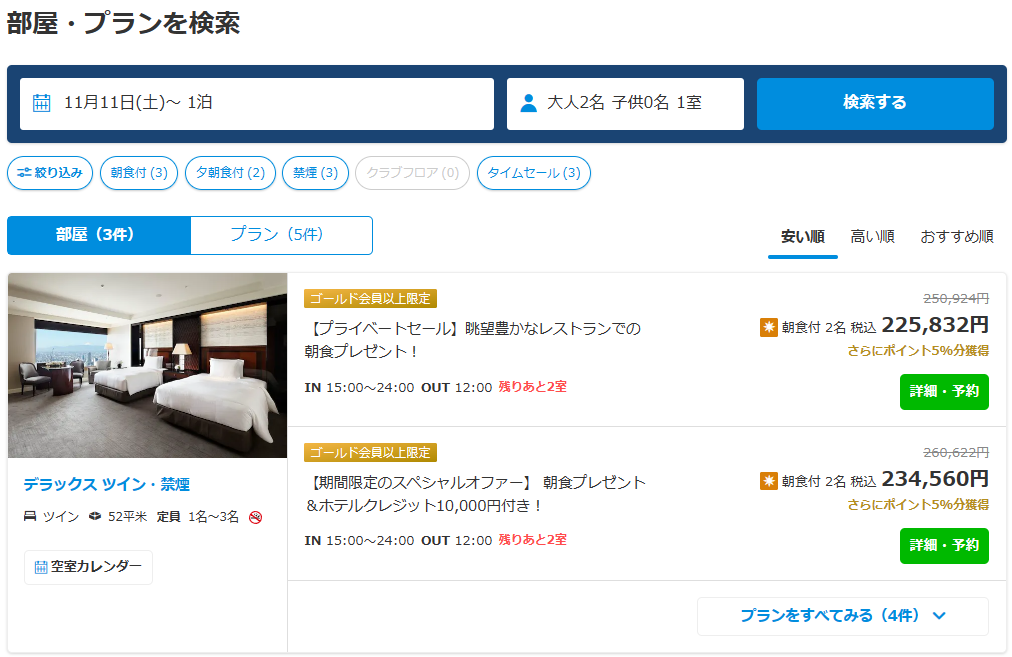 部屋・プランを検索
11月11日(土)～ 1泊
大人2名 子供0名 1室
検索する
絞り込み
朝食付 (3)
夕朝食付 (2)
禁煙 (3)
クラブフロア (0)
タイムセール (3)
部屋（3件）
プラン（5件）
安い順
高い順
おすすめ順
デラックス ツイン・禁煙
ツイン 52平米 定員 1名～3名
空室カレンダー
ゴールド会員以上限定
【プライベートセール】眺望豊かなレストランでの
朝食プレゼント！
IN 15:00～24:00 OUT 12:00 残りあと2室
250,924円
朝食付 2名 税込 225,832円
さらにポイント5%分獲得
詳細・予約
ゴールド会員以上限定
【期間限定のスペシャルオファー】 朝食プレゼント
＆ホテルクレジット10,000円付き！
IN 15:00～24:00 OUT 12:00 残りあと2室
260,622円
朝食付 2名 税込 234,560円
さらにポイント5%分獲得
詳細・予約
プランをすべてみる（4件）